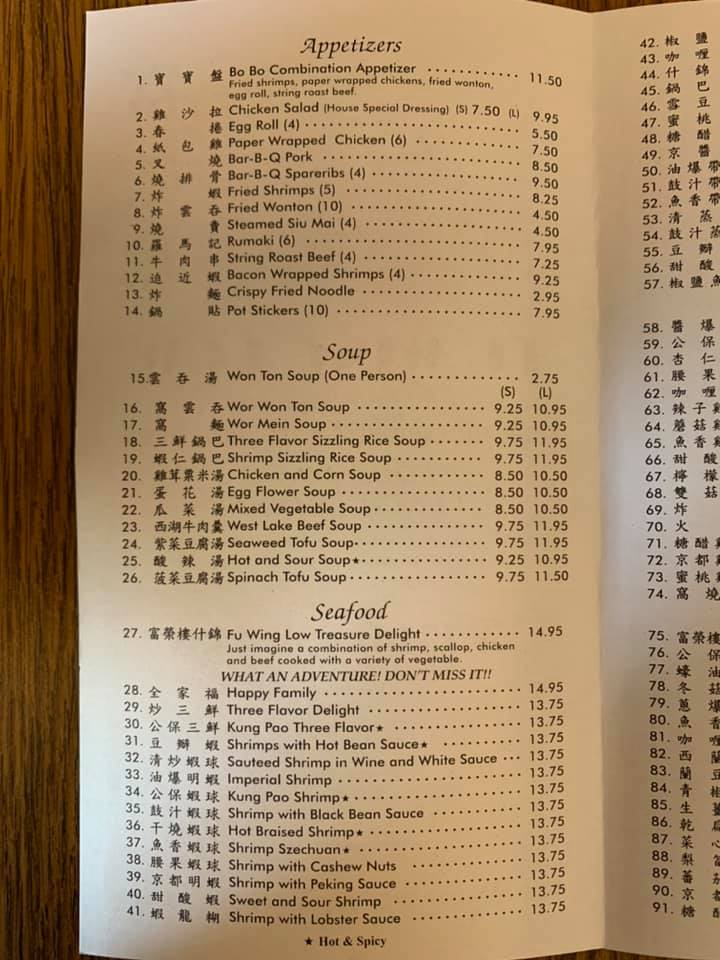 Appetizers
1. 寶 寶 盤 Bo Bo Combination Appetizer 11.50
Fried shrimps, paper wrapped chickens, fried wonton,
egg roll, string roast beef.
2. 雞 沙 拉 Chicken Salad (House Special Dressing) (S) 7.50 (L) 9.95
3. 春 捲 Egg Roll (4) 5.50
4. 紙 包 雞 Paper Wrapped Chicken (6) 7.50
5. 叉 燒 Bar-B-Q Pork 8.50
6. 燒 排 骨 Bar-B-Q Spareribs (4) 9.50
7. 炸 蝦 Fried Shrimps (5) 8.25
8. 炸 雲 吞 Fried Wonton (10) 4.50
9. 燒 賣 Steamed Siu Mai (4) 4.50
10. 羅 馬 記 Rumaki (6) 7.95
11. 牛 肉 串 String Roast Beef (4) 7.25
12. 迫 近 蝦 Bacon Wrapped Shrimps (4) 9.25
13. 炸 麵 Crispy Fried Noodle 2.95
14. 鍋 貼 Pot Stickers (10) 7.95
Soup
15. 雲 吞 湯 Won Ton Soup (One Person) 2.75
(S) (L)
16. 窩 雲 吞 Wor Won Ton Soup 9.25 10.95
17. 窩 麵 Wor Mein Soup 9.25 10.95
18. 三鮮鍋巴 Three Flavor Sizzling Rice Soup 9.75 11.95
19. 蝦仁鍋巴 Shrimp Sizzling Rice Soup 9.75 11.95
20. 雞茸粟米湯 Chicken and Corn Soup 8.50 10.50
21. 蛋 花 湯 Egg Flower Soup 8.50 10.50
22. 瓜 菜 湯 Mixed Vegetable Soup 8.50 10.50
23. 西湖牛肉羹 West Lake Beef Soup 9.75 11.95
24. 紫菜豆腐湯 Seaweed Tofu Soup 9.75 11.95
25. 酸 辣 湯 Hot and Sour Soup★ 9.25 10.95
26. 菠菜豆腐湯 Spinach Tofu Soup 9.75 11.50
Seafood
27. 富榮樓什錦 Fu Wing Low Treasure Delight 14.95
Just imagine a combination of shrimp, scallop, chicken
and beef cooked with a variety of vegetable.
WHAT AN ADVENTURE! DON'T MISS IT!!
28. 全 家 福 Happy Family 14.95
29. 炒 三 鮮 Three Flavor Delight 13.75
30. 公保三鮮 Kung Pao Three Flavor★ 13.75
31. 豆 瓣 蝦 Shrimps with Hot Bean Sauce★ 13.75
32. 清炒蝦球 Sauteed Shrimp in Wine and White Sauce 13.75
33. 油爆明蝦 Imperial Shrimp 13.75
34. 公保蝦球 Kung Pao Shrimp★ 13.75
35. 豉汁蝦球 Shrimp with Black Bean Sauce 13.75
36. 干燒蝦球 Hot Braised Shrimp★ 13.75
37. 魚香蝦球 Shrimp Szechuan★ 13.75
38. 腰果蝦球 Shrimp with Cashew Nuts 13.75
39. 京都明蝦 Shrimp with Peking Sauce 13.75
40. 甜 酸 蝦 Sweet and Sour Shrimp 13.75
41. 蝦 龍 糊 Shrimp with Lobster Sauce 13.75
★ Hot & Spicy
42. 椒 鹽
43. 咖 喱
44. 什 錦
45. 鍋 巴
46. 雪 豆
47. 蜜 桃
48. 糖 醋
49. 京 醬
50. 油爆帶
51. 豉汁帶
52. 魚香帶
53. 清 蒸
54. 豉汁蒸
55. 豆 瓣
56. 甜 酸
57. 椒鹽魚
58. 醬 爆
59. 公 保
60. 杏 仁
61. 腰 果
62. 咖 喱
63. 辣子雞
64. 蘑菇雞
65. 魚香雞
66. 甜 酸
67. 檸 檬
68. 雙 菇
69. 炸
70. 火
71. 糖醋雞
72. 京都雞
73. 蜜桃雞
74. 窩 燒
75. 富榮樓
76. 公 保
77. 蠔 油
78. 冬 菇
79. 蔥 爆
80. 魚 香
81. 咖 喱
82. 西 蘭
83. 蘭 豆
84. 青 椒
85. 生 薑
86. 乾 扁
87. 菜 心
88. 梨
89. 蕃 茄
90. 京 都
91. 糖 醋